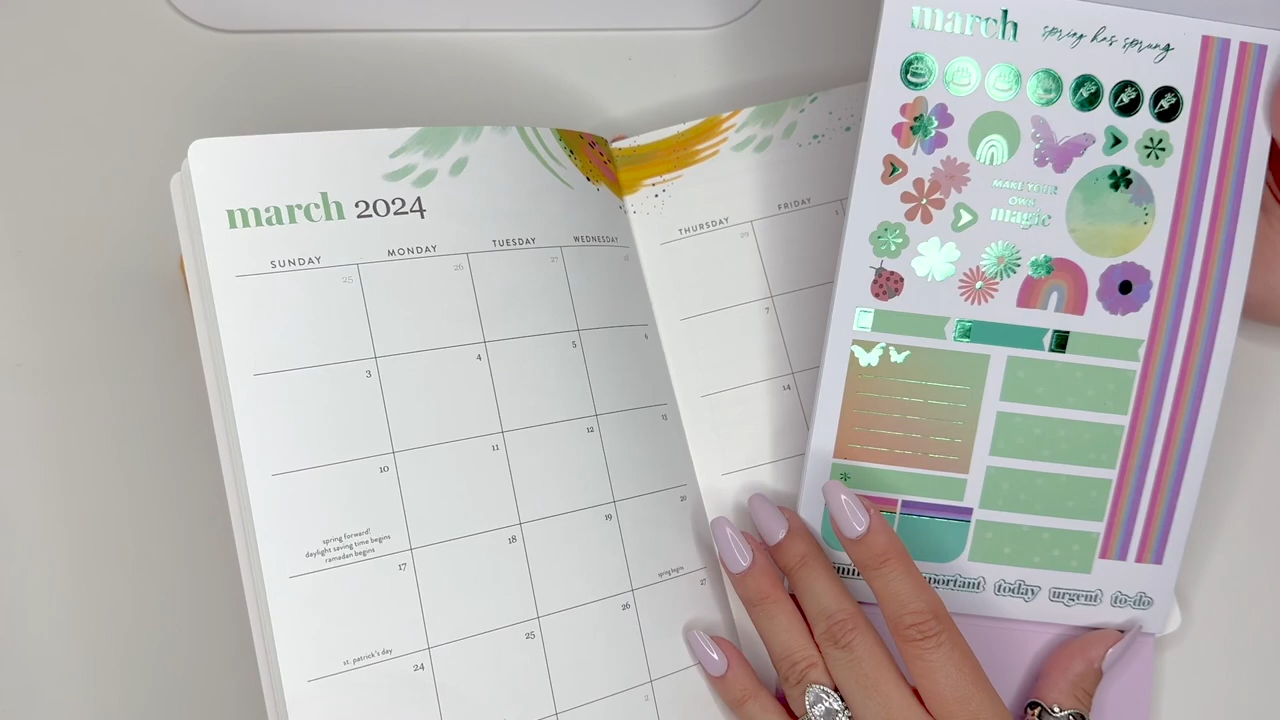 march 2024
SUNDAY MONDAY TUESDAY WEDNESDAY
25 26 27
3 4 5 6
10 11 12 13
spring forward!
daylight saving time begins
ramadan begins
17 18 19 20
st. patrick's day
spring begins
24 25 26 27
2
THURSDAY FRIDAY
29 1
7
14
march spring has sprung
MAKE YOUR
OWN
magic
important today urgent to-do